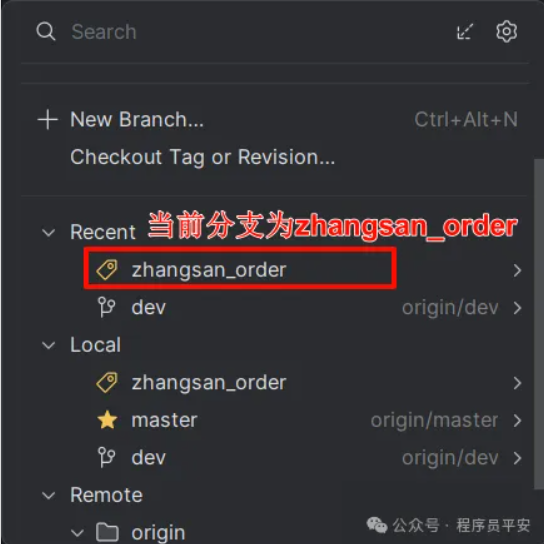 Search
New Branch... Ctrl+Alt+N
Checkout Tag or Revision...
Recent 当前分支为zhangsan_order
zhangsan_order
dev origin/dev
Local
zhangsan_order
master origin/master
dev origin/dev
Remote
origin
公众号 · 程序员平安